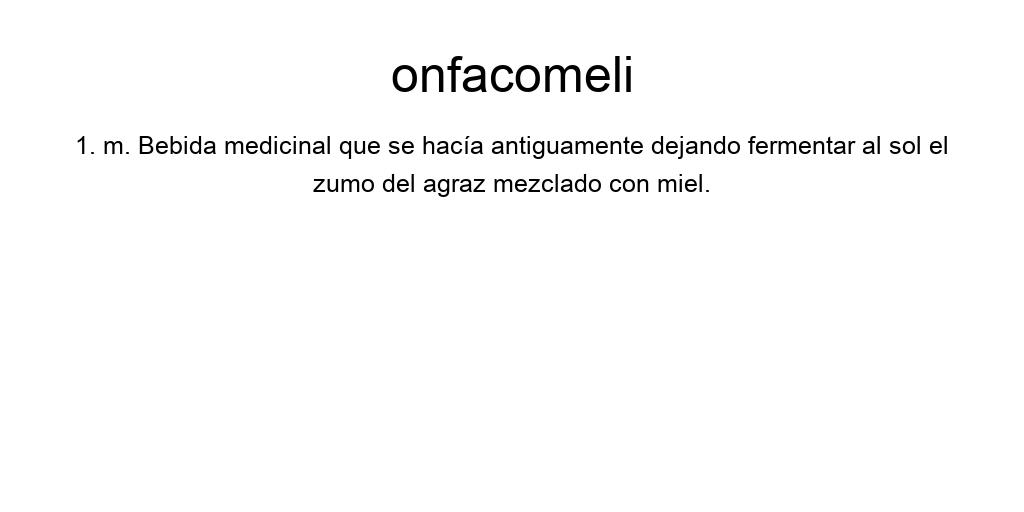 onfacomeli
1. m. Bebida medicinal que se hacía antiguamente dejando fermentar al sol el
zumo del agraz mezclado con miel.